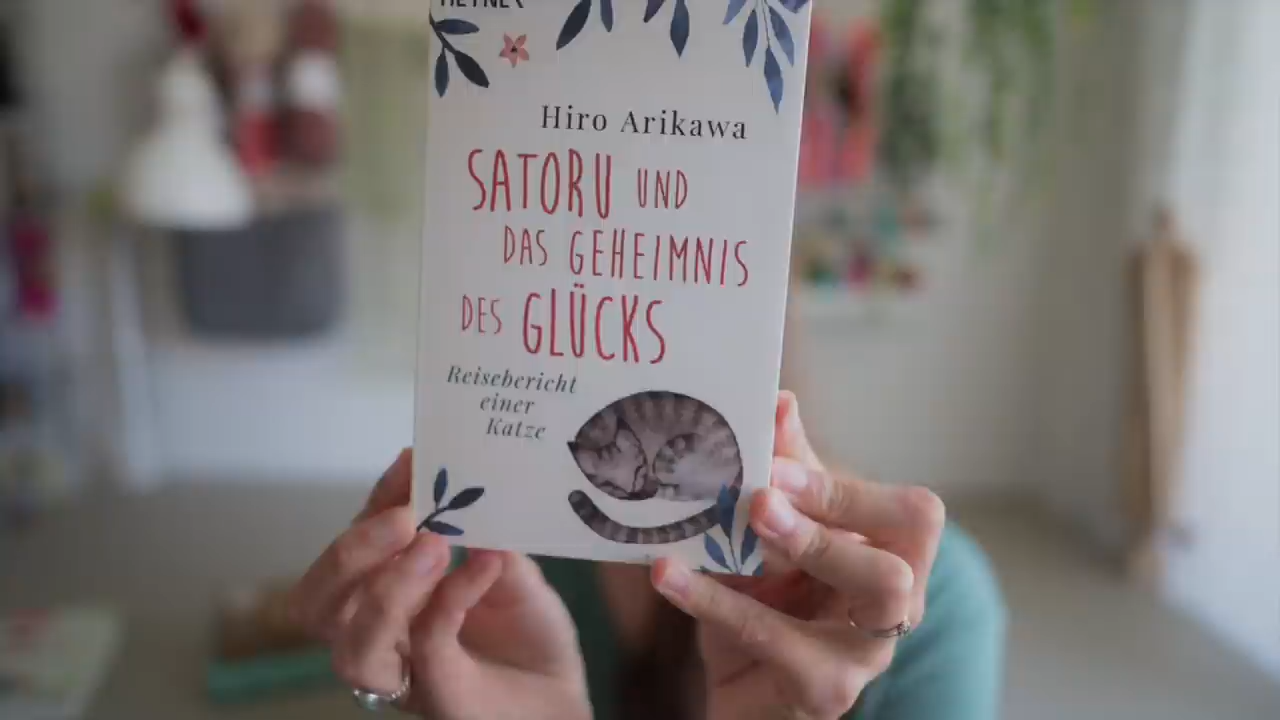 HEYNE <
Hiro Arikawa
SATORU UND
DAS GEHEIMNIS
DES GLÜCKS
Reisebericht
einer
Katze